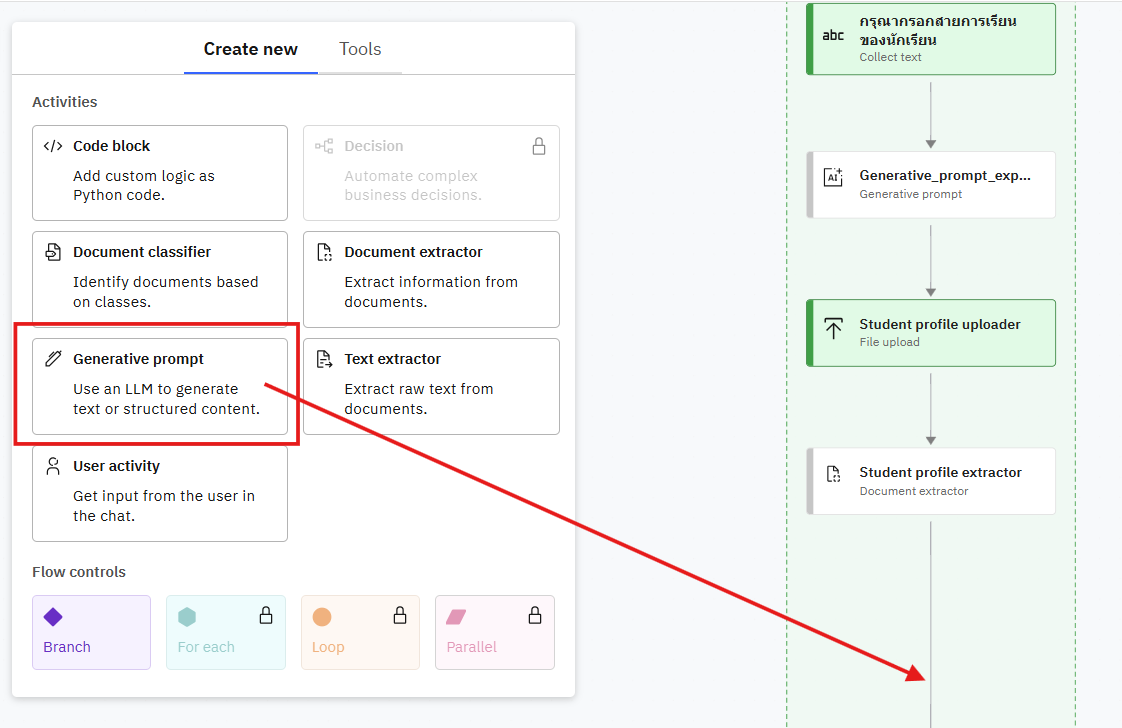 Create new
Tools
Activities
Code block
Add custom logic as
Python code.
Decision
Automate complex
business decisions.
Document classifier
Identify documents based
on classes.
Document extractor
Extract information from
documents.
Generative prompt
Use an LLM to generate
text or structured content.
Text extractor
Extract raw text from
documents.
User activity
Get input from the user in
the chat.
Flow controls
Branch
For each
Loop
Parallel
abc
กรุณากรอกสายการเรียน
ของนักเรียน
Collect text
AI
Generative_prompt_exp...
Generative prompt
Student profile uploader
File upload
Student profile extractor
Document extractor